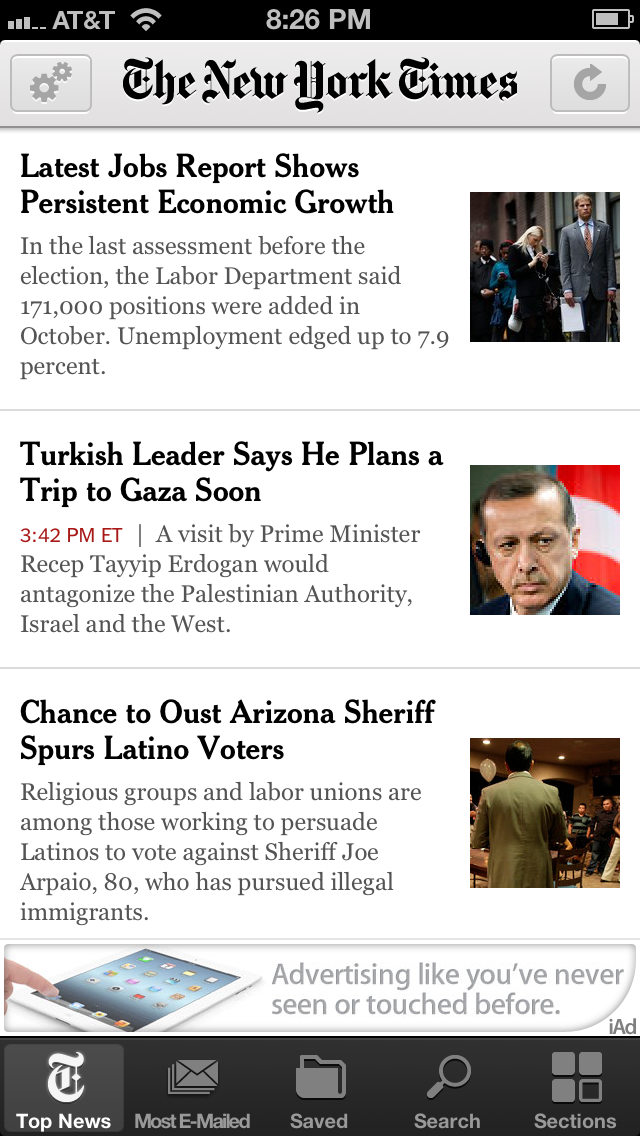 AT&T 8:26 PM
The New York Times
Latest Jobs Report Shows
Persistent Economic Growth
In the last assessment before the
election, the Labor Department said
171,000 positions were added in
October. Unemployment edged up to 7.9
percent.
Turkish Leader Says He Plans a
Trip to Gaza Soon
3:42 PM ET | A visit by Prime Minister
Recep Tayyip Erdogan would
antagonize the Palestinian Authority,
Israel and the West.
Chance to Oust Arizona Sheriff
Spurs Latino Voters
Religious groups and labor unions are
among those working to persuade
Latinos to vote against Sheriff Joe
Arpaio, 80, who has pursued illegal
immigrants.
Advertising like you've never
seen or touched before.
iAd
Top News Most E-Mailed Saved Search Sections